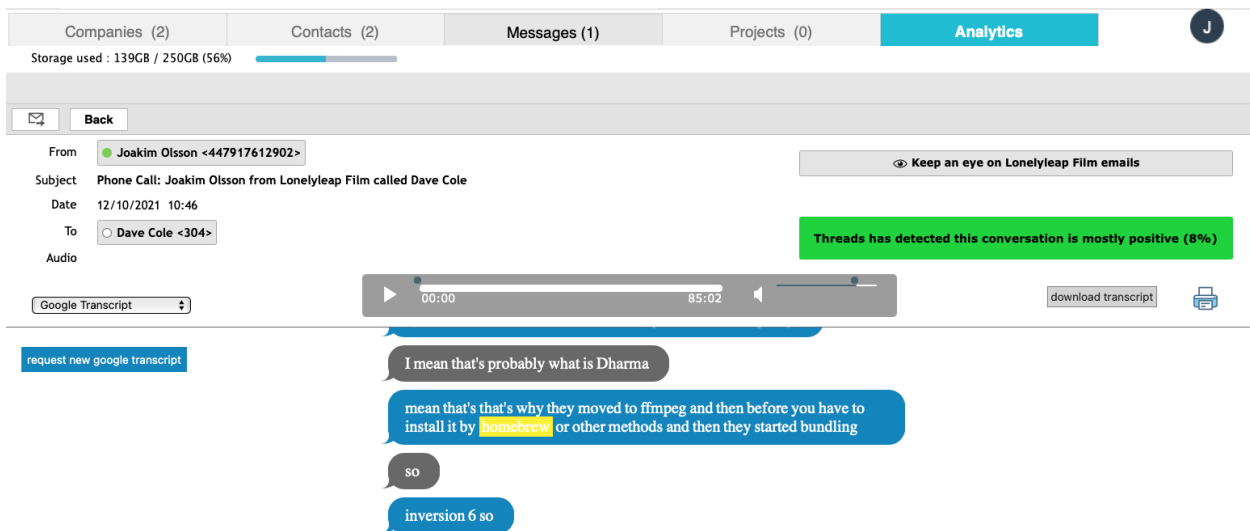 Companies (2)
Contacts (2)
Messages (1)
Projects (0)
Analytics
J
Storage used : 139GB / 250GB (56%)
Back
From
Joakim Olsson <447917612902>
Keep an eye on Lonelyleap Film emails
Subject
Phone Call: Joakim Olsson from Lonelyleap Film called Dave Cole
Date
12/10/2021 10:46
To
Dave Cole <304>
Threads has detected this conversation is mostly positive (8%)
Audio
00:00
85:02
Google Transcript
download transcript
request new google transcript
I mean that's probably what is Dharma
mean that's that's why they moved to ffmpeg and then before you have to
install it by homebrew or other methods and then they started bundling
so
inversion 6 so